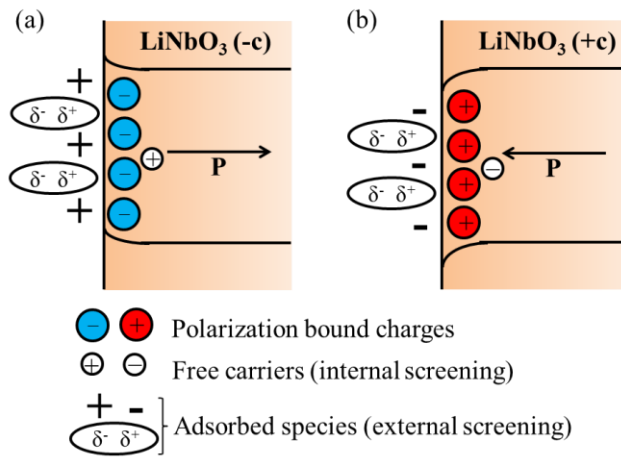 (a)
LiNbO₃ (-c)
+
δ⁻ δ⁺
+
δ⁻ δ⁺
+
−
−
−
−
+
P
(b)
LiNbO₃ (+c)
-
δ⁻ δ⁺
-
δ⁻ δ⁺
-
+
+
+
+
−
P
− + Polarization bound charges
+ − Free carriers (internal screening)
+ -
δ⁻ δ⁺ Adsorbed species (external screening)